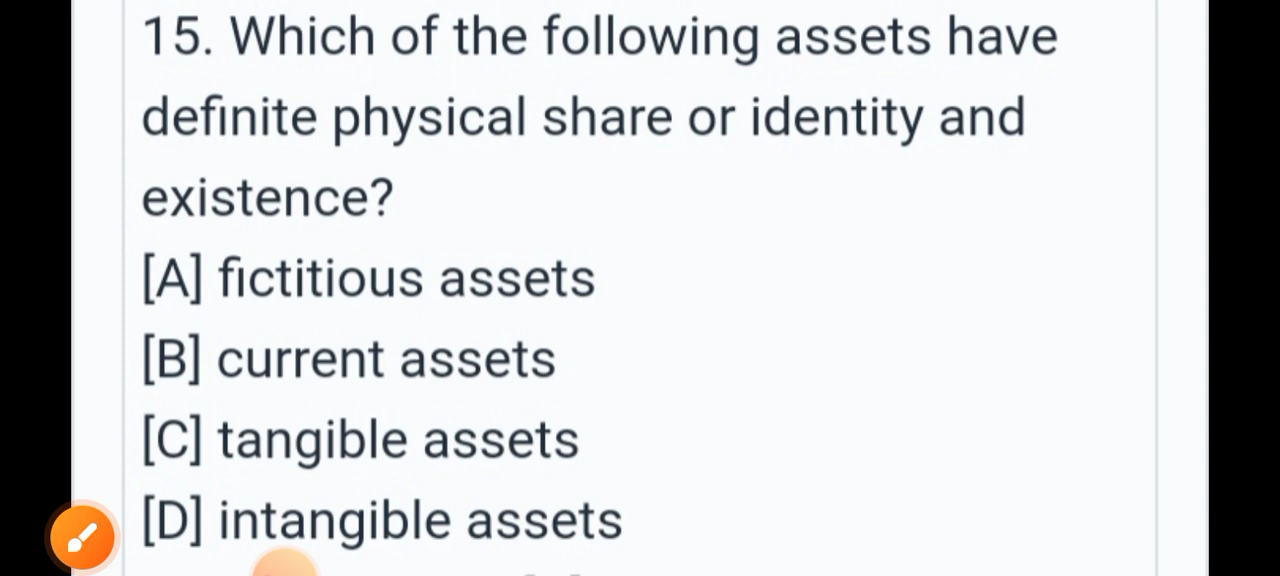 15. Which of the following assets have
definite physical share or identity and
existence?
[A] fictitious assets
[B] current assets
[C] tangible assets
[D] intangible assets